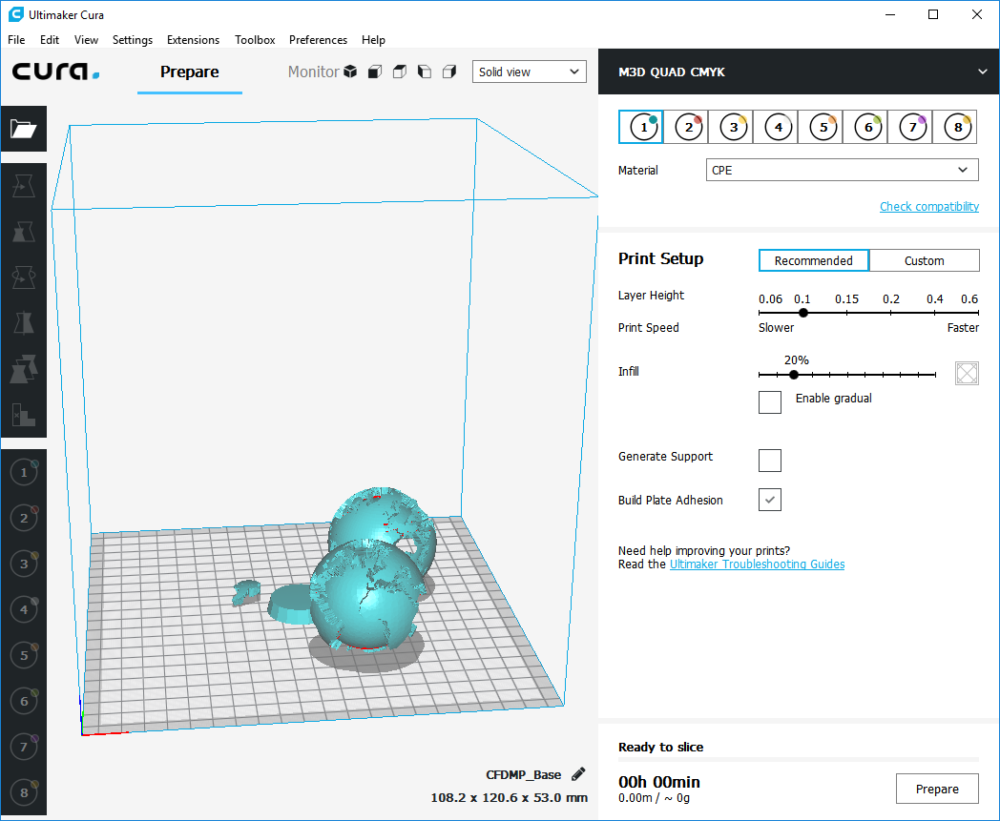 Ultimaker Cura
File Edit View Settings Extensions Toolbox Preferences Help
cura.
Prepare
Monitor
Solid view
M3D QUAD CMYK
1 2 3 4 5 6 7 8
Material
CPE
Check compatibility
Print Setup
Recommended
Custom
Layer Height
0.06 0.1 0.15 0.2 0.4 0.6
Print Speed
Slower
Faster
20%
Infill
Enable gradual
Generate Support
Build Plate Adhesion
Need help improving your prints?
Read the Ultimaker Troubleshooting Guides
1
2
3
4
5
6
7
8
CFDMP_Base
108.2 x 120.6 x 53.0 mm
Ready to slice
00h 00min
0.00m / ~ 0g
Prepare